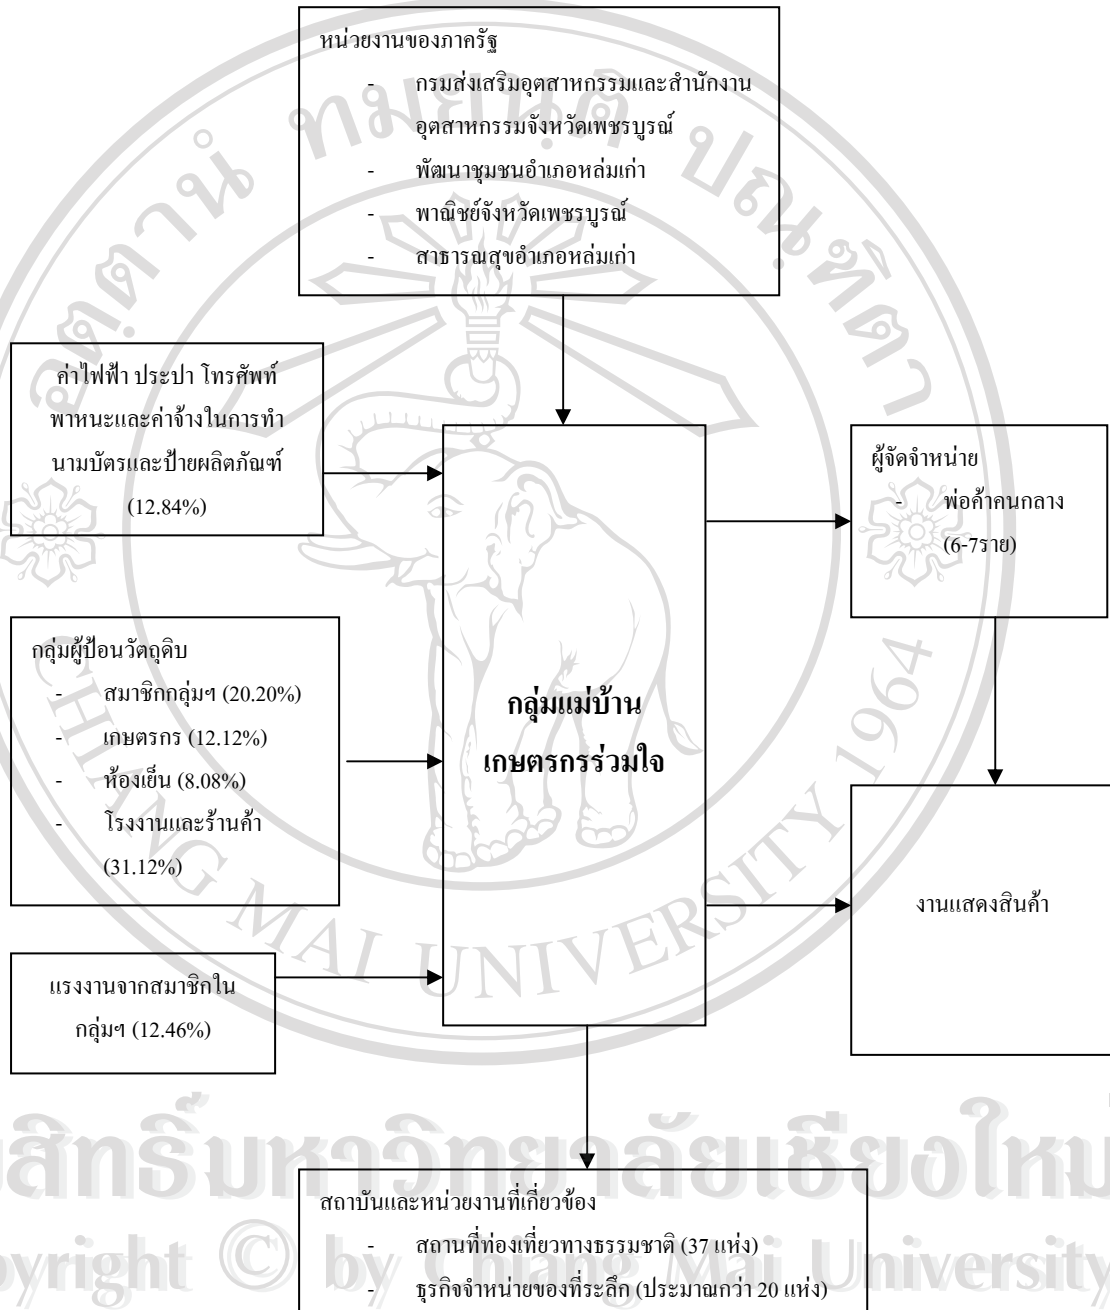 หน่วยงานของภาครัฐ
- กรมส่งเสริมอุตสาหกรรมและสำนักงาน
อุตสาหกรรมจังหวัดเพชรบูรณ์
- พัฒนาชุมชนอำเภอหล่มเก่า
- พาณิชย์จังหวัดเพชรบูรณ์
- สาธารณสุขอำเภอหล่มเก่า
ค่าไฟฟ้า ประปา โทรศัพท์
พาหนะและค่าจ้างในการทำ
นามบัตรและป้ายผลิตภัณฑ์
(12.84%)
ผู้จัดจำหน่าย
- พ่อค้าคนกลาง
(6-7ราย)
กลุ่มผู้ป้อนวัตถุดิบ
- สมาชิกกลุ่มฯ (20.20%)
- เกษตรกร (12.12%)
- ห้องเย็น (8.08%)
- โรงงานและร้านค้า
(31.12%)
กลุ่มแม่บ้าน
เกษตรกรร่วมใจ
งานแสดงสินค้า
แรงงานจากสมาชิกใน
กลุ่มฯ (12.46%)
สถาบันและหน่วยงานที่เกี่ยวข้อง
- สถานที่ท่องเที่ยวทางธรรมชาติ (37 แห่ง)
- ธุรกิจจำหน่ายของที่ระลึก (ประมาณกว่า 20 แห่ง)
CHIANG MAI UNIVERSITY 1964
สิทธิ์มหาวิทยาลัยเชียงใหม่
pyright © by Chiang Mai University